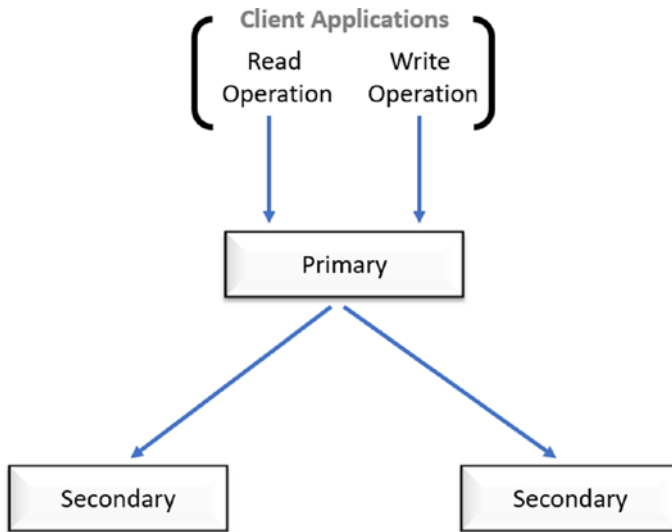 Client Applications
Read Write
Operation Operation
Primary
Secondary Secondary